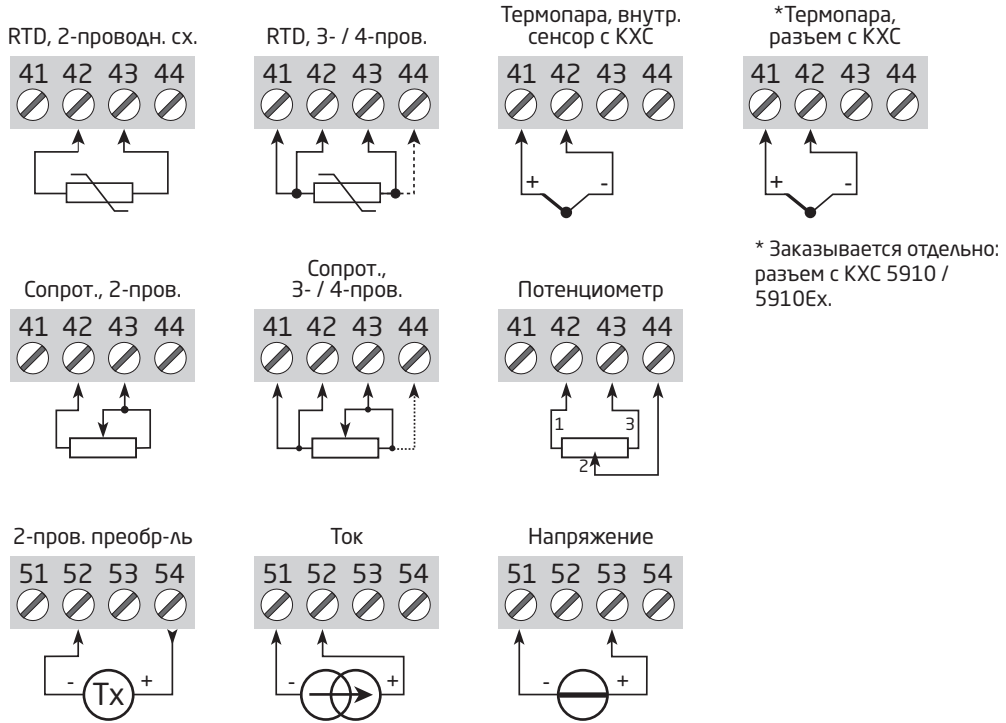 RTD, 2-проводн. сх.
41 42 43 44
RTD, 3- / 4-пров.
41 42 43 44
Термопара, внутр.
сенсор с КХС
41 42 43 44
+ -
*Термопара,
разъем с КХС
41 42 43 44
+ -
* Заказывается отдельно:
разъем с КХС 5910 /
5910Ex.
Сопрот., 2-пров.
41 42 43 44
Сопрот.,
3- / 4-пров.
41 42 43 44
Потенциометр
41 42 43 44
1 3
2
2-пров. преобр-ль
51 52 53 54
- Tx +
Ток
51 52 53 54
- +
Напряжение
51 52 53 54
- +